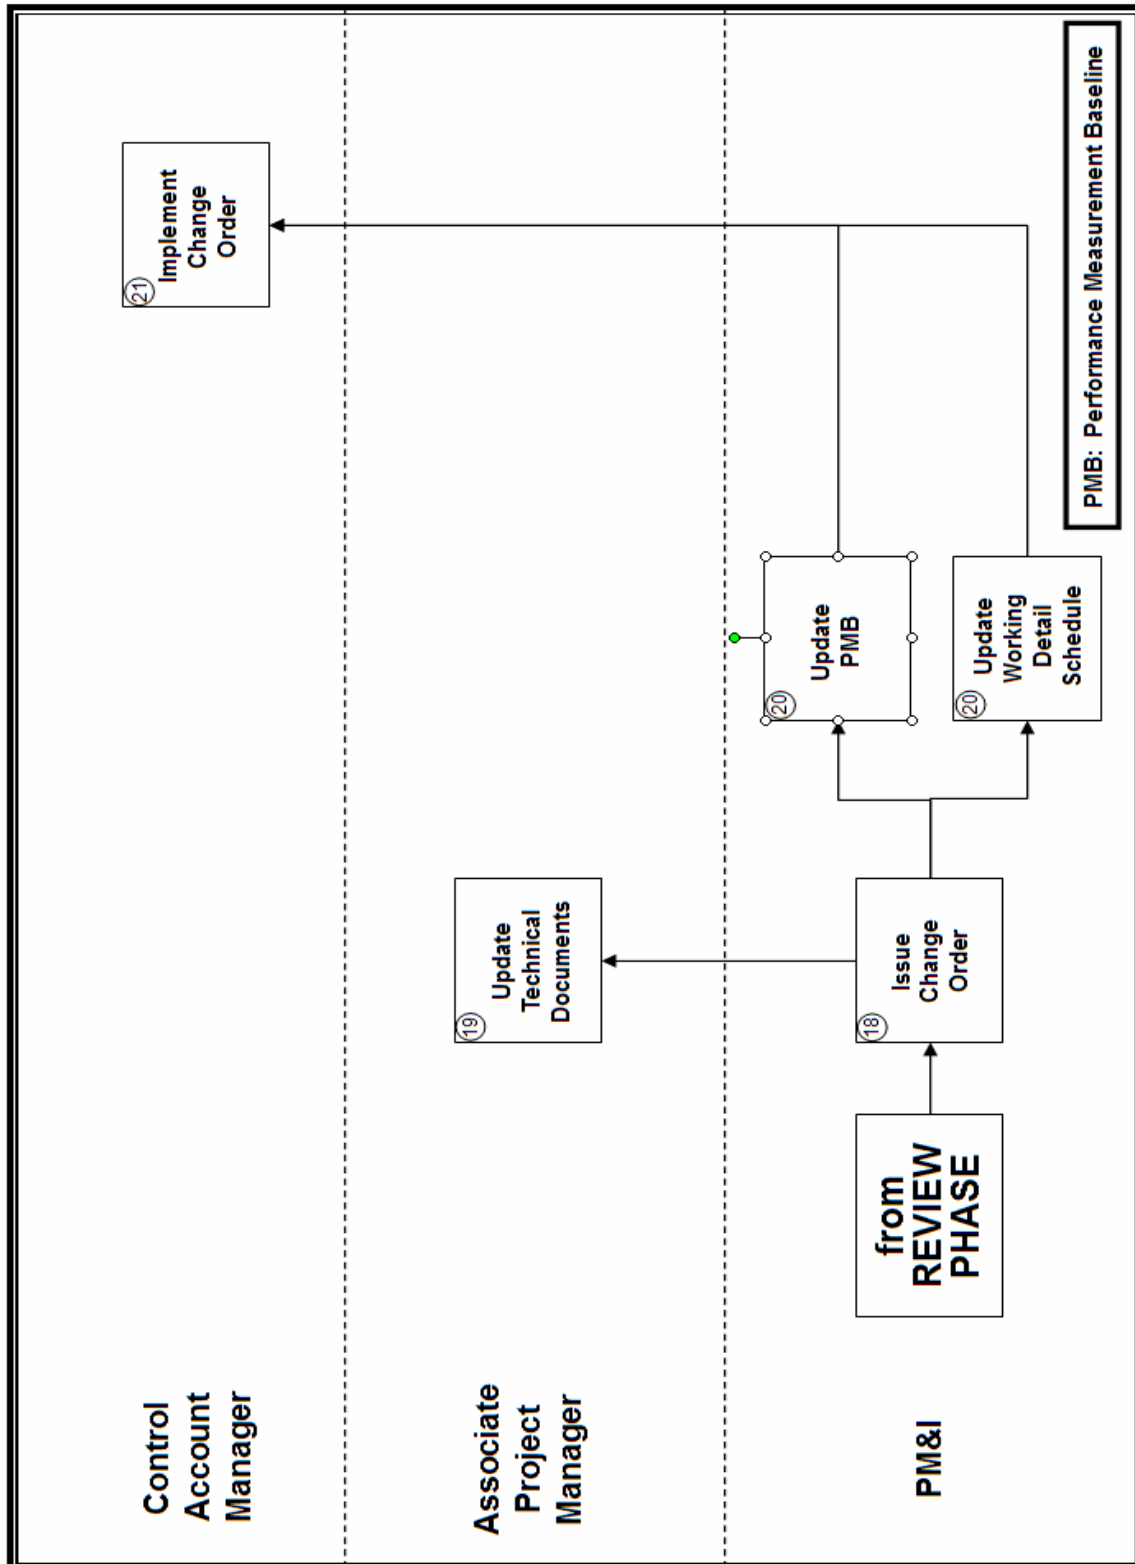 Control
Account
Manager
21
Implement
Change
Order
Associate
Project
Manager
19
Update
Technical
Documents
PM&I
from
REVIEW
PHASE
18
Issue
Change
Order
20
Update
PMB
20
Update
Working
Detail
Schedule
PMB: Performance Measurement Baseline